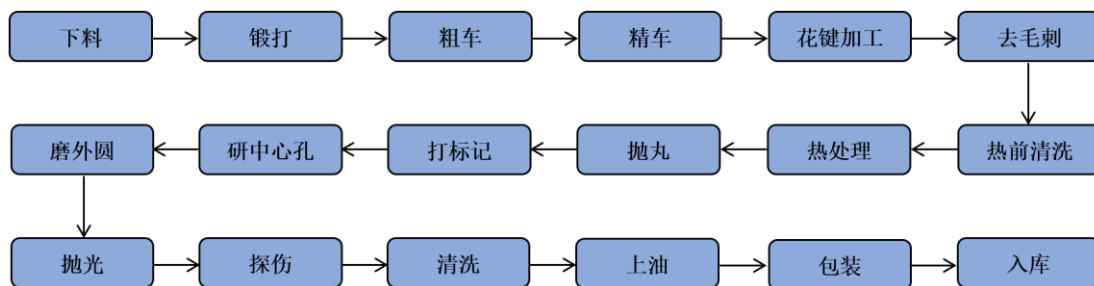 下料 锻打 粗车 精车 花键加工 去毛刺
磨外圆 研中心孔 打标记 抛丸 热处理 热前清洗
抛光 探伤 清洗 上油 包装 入库